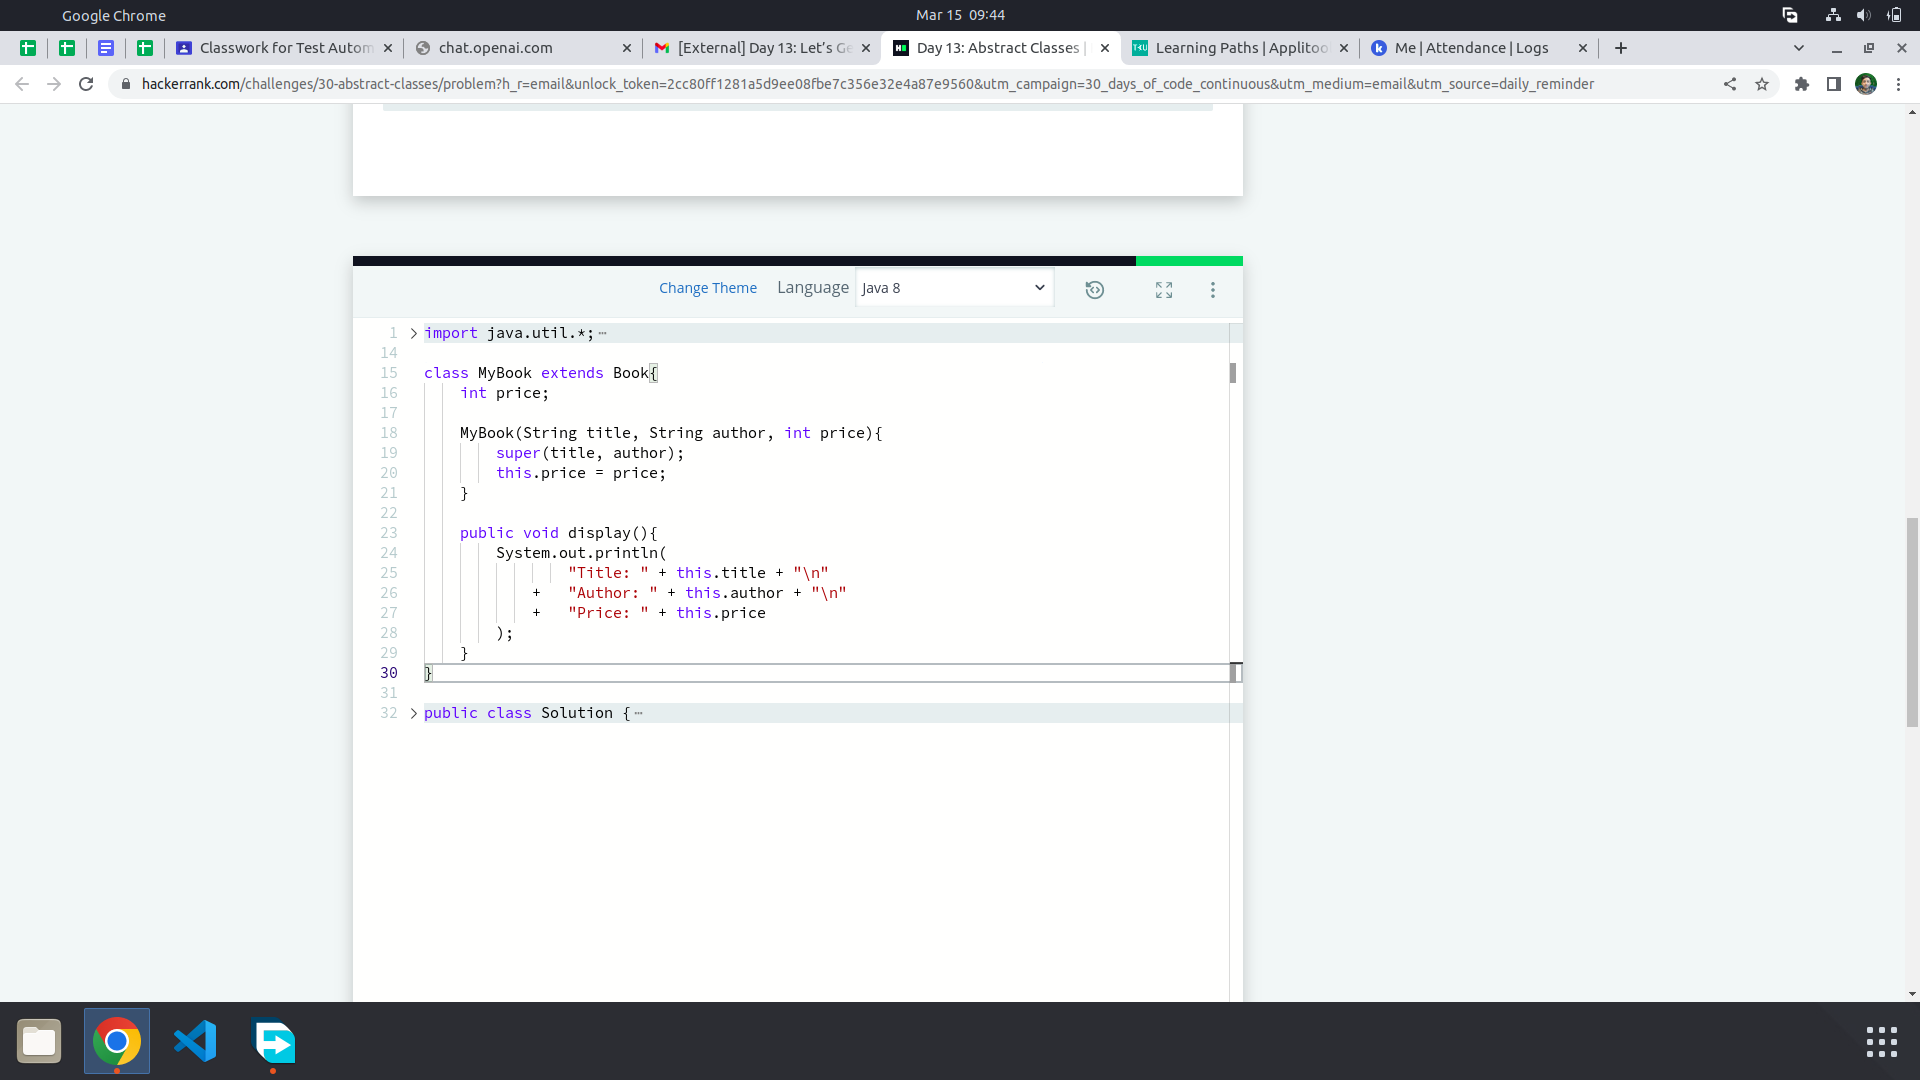 Google Chrome
Mar 15 09:44
Classwork for Test Autom
chat.openai.com
[External] Day 13: Let’s Ge
Day 13: Abstract Classes |
Learning Paths | Applitoo
Me | Attendance | Logs
hackerrank.com/challenges/30-abstract-classes/problem?h_r=email&unlock_token=2cc80ff1281a5d9ee08fbe7c356e32e4a87e9560&utm_campaign=30_days_of_code_continuous&utm_medium=email&utm_source=daily_reminder
Change Theme Language Java 8
1 import java.util.*;
14
15 class MyBook extends Book{
16 int price;
17
18 MyBook(String title, String author, int price){
19 super(title, author);
20 this.price = price;
21 }
22
23 public void display(){
24 System.out.println(
25 "Title: " + this.title + "\n"
26 + "Author: " + this.author + "\n"
27 + "Price: " + this.price
28 );
29 }
30 }
31
32 public class Solution {